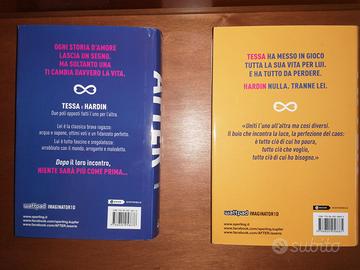 OGNI STORIA D'AMORE
LASCIA UN SEGNO.
MA SOLTANTO UNA
TI CAMBIA DAVVERO LA VITA.
TESSA e HARDIN
Due poli opposti fatti l'uno per l'altra.
Lei è la classica brava ragazza:
acqua e sapone, ottimi voti e un fidanzato perfetto.
Lui è tutto fascino e sregolatezza:
arrabbiato con il mondo, arrogante e maledetto.
Dopo il loro incontro,
NIENTE SARÀ PIÙ COME PRIMA...
wattpad IMAGINATOR1D
www.sperling.it
www.facebook.com/sperling.kupfer
www.facebook.com/AFTER.laserie
AFTER
TESSA HA MESSO IN GIOCO
TUTTA LA SUA VITA PER LUI.
E HA TUTTO DA PERDERE.
HARDIN NULLA. TRANNE LEI.
«Uniti l'uno all'altra ma così diversi.
Il buio che incontra la luce, la perfezione del caos:
è tutto ciò di cui ho paura,
tutto ciò che voglio,
tutto ciò di cui ho bisogno.»
wattpad IMAGINATOR1D
www.sperling.it
www.facebook.com/sperling.kupfer
www.facebook.com/AFTER.laserie
subito